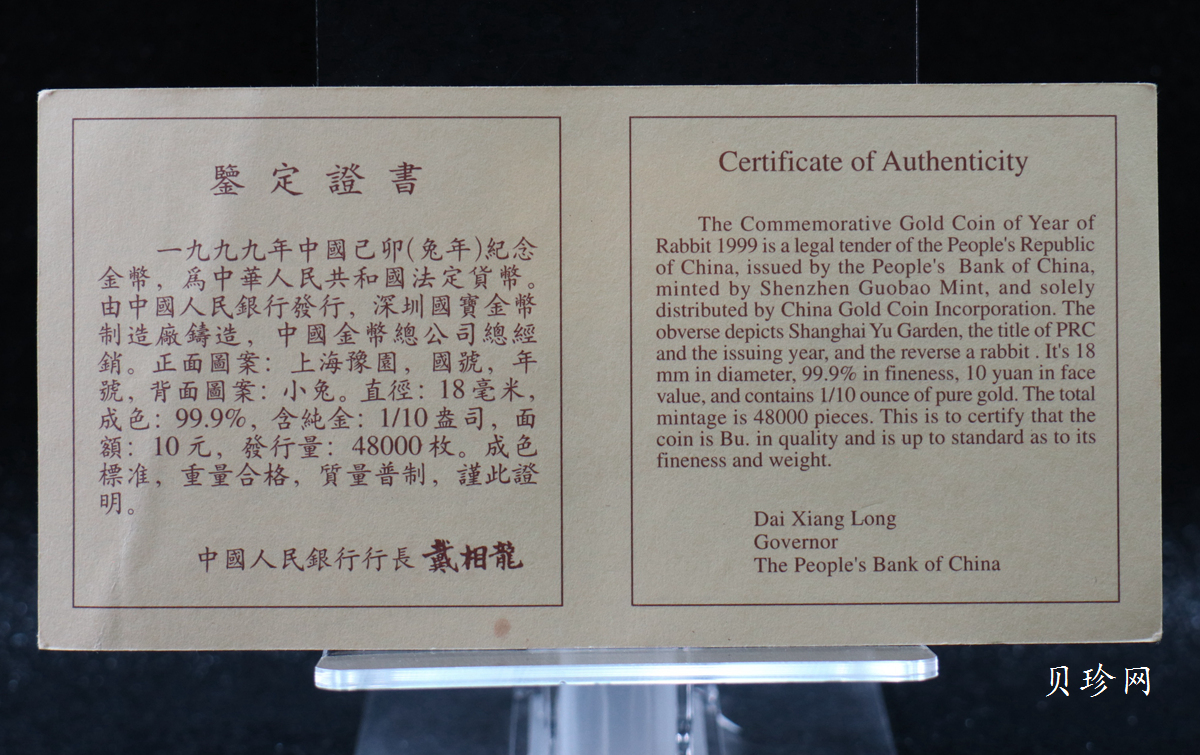 鑒定證書
一九九九年中國己卯(兔年)紀念
金幣，爲中華人民共和國法定貨幣。
由中國人民銀行發行，深圳國寶金幣
制造廠鑄造，中國金幣總公司總經
銷。正面圖案：上海豫園，國號，年
號，背面圖案：小兔。直徑：18毫米，
成色：99.9%，含純金：1/10盎司，面
額：10元，發行量：48000枚。成色
標准，重量合格，質量普制，謹此證
明。
中國人民銀行行長 戴相龍
Certificate of Authenticity
The Commemorative Gold Coin of Year of
Rabbit 1999 is a legal tender of the People's Republic
of China, issued by the People's Bank of China,
minted by Shenzhen Guobao Mint, and solely
distributed by China Gold Coin Incorporation. The
obverse depicts Shanghai Yu Garden, the title of PRC
and the issuing year, and the reverse a rabbit . It's 18
mm in diameter, 99.9% in fineness, 10 yuan in face
value, and contains 1/10 ounce of pure gold. The total
mintage is 48000 pieces. This is to certify that the
coin is Bu. in quality and is up to standard as to its
fineness and weight.
Dai Xiang Long
Governor
The People's Bank of China
贝珍网